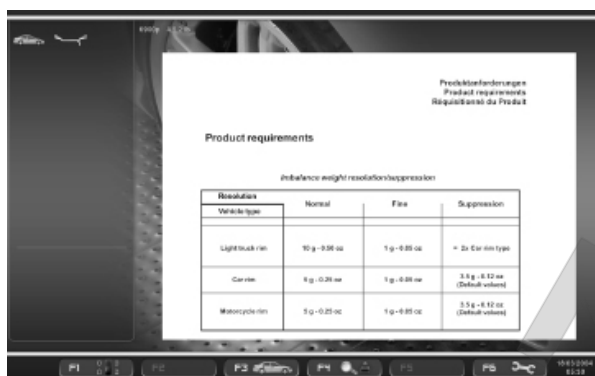 Produktanforderungen
Product requirements
Réquisitionné du Produit
Product requirements
Imbalance weight resolution/suppression
Resolution
Vehicle type
Normal
Fine
Suppression
Light truck rim
10 g - 0.50 oz
1 g - 0.05 oz
= 2x Car rim type
Car rim
5 g - 0.25 oz
1 g - 0.05 oz
3.5 g - 0.12 oz
(Default values)
Motorcycle rim
5 g - 0.25 oz
1 g - 0.05 oz
3.5 g - 0.12 oz
(Default values)
F1
F2
F3
F4
F5
F6